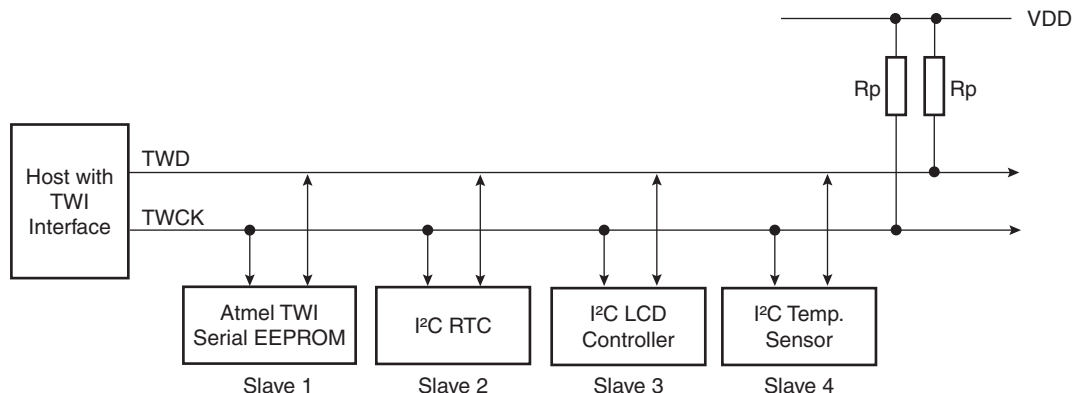 VDD
Rp
Rp
Host with
TWI
Interface
TWD
TWCK
Atmel TWI
Serial EEPROM
I²C RTC
I²C LCD
Controller
I²C Temp.
Sensor
Slave 1
Slave 2
Slave 3
Slave 4